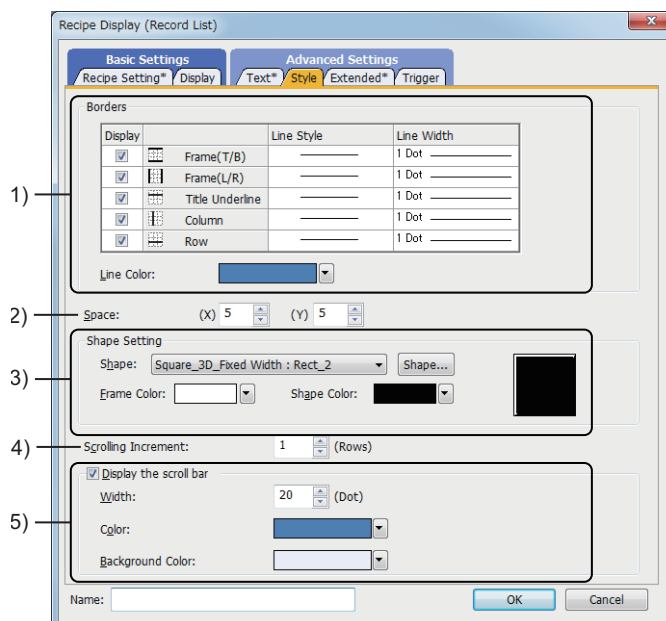 Recipe Display (Record List)
x
Basic Settings Advanced Settings
Recipe Setting* Display Text* Style Extended* Trigger
Borders
Display Line Style Line Width
Frame(T/B) 1 Dot
Frame(L/R) 1 Dot
1) Title Underline 1 Dot
Column 1 Dot
Row 1 Dot
Line Color:
2) Space: (X) 5 (Y) 5
Shape Setting
Shape: Square_3D_Fixed Width : Rect_2 Shape...
3) Frame Color: Shape Color:
4) Scrolling Increment: 1 (Rows)
Display the scroll bar
Width: 20 (Dot)
5) Color:
Background Color:
Name: OK Cancel